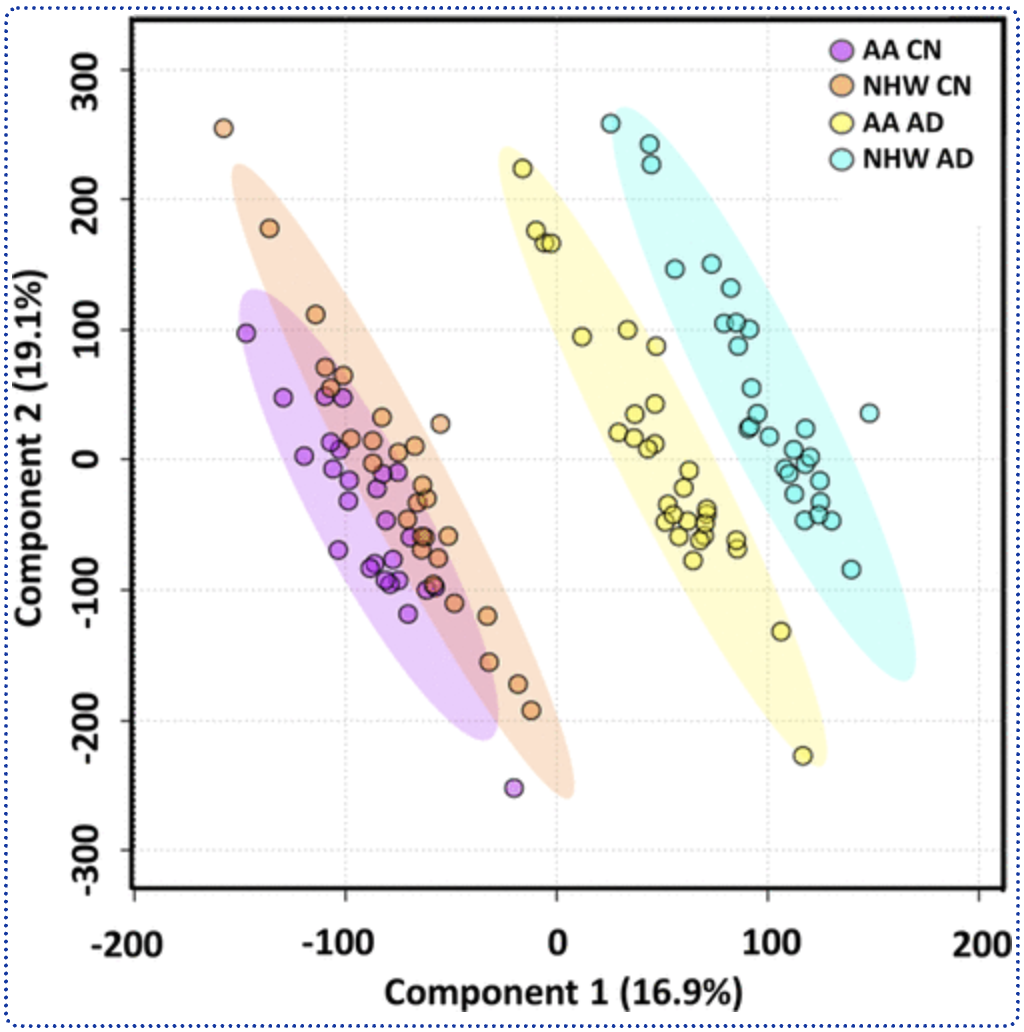 AA CN
NHW CN
AA AD
NHW AD
300
200
100
0
-100
-200
-300
Component 2 (19.1%)
-200 -100 0 100 200
Component 1 (16.9%)